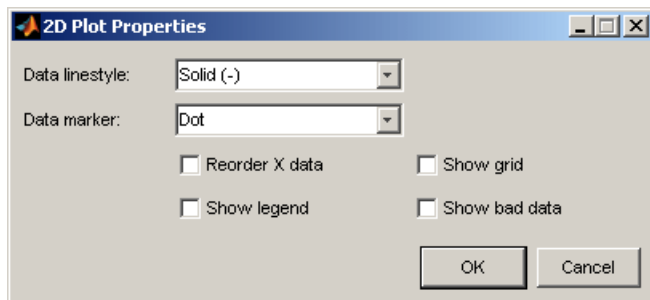 2D Plot Properties
Data linestyle: Solid (-)
Data marker: Dot
Reorder X data Show grid
Show legend Show bad data
OK Cancel